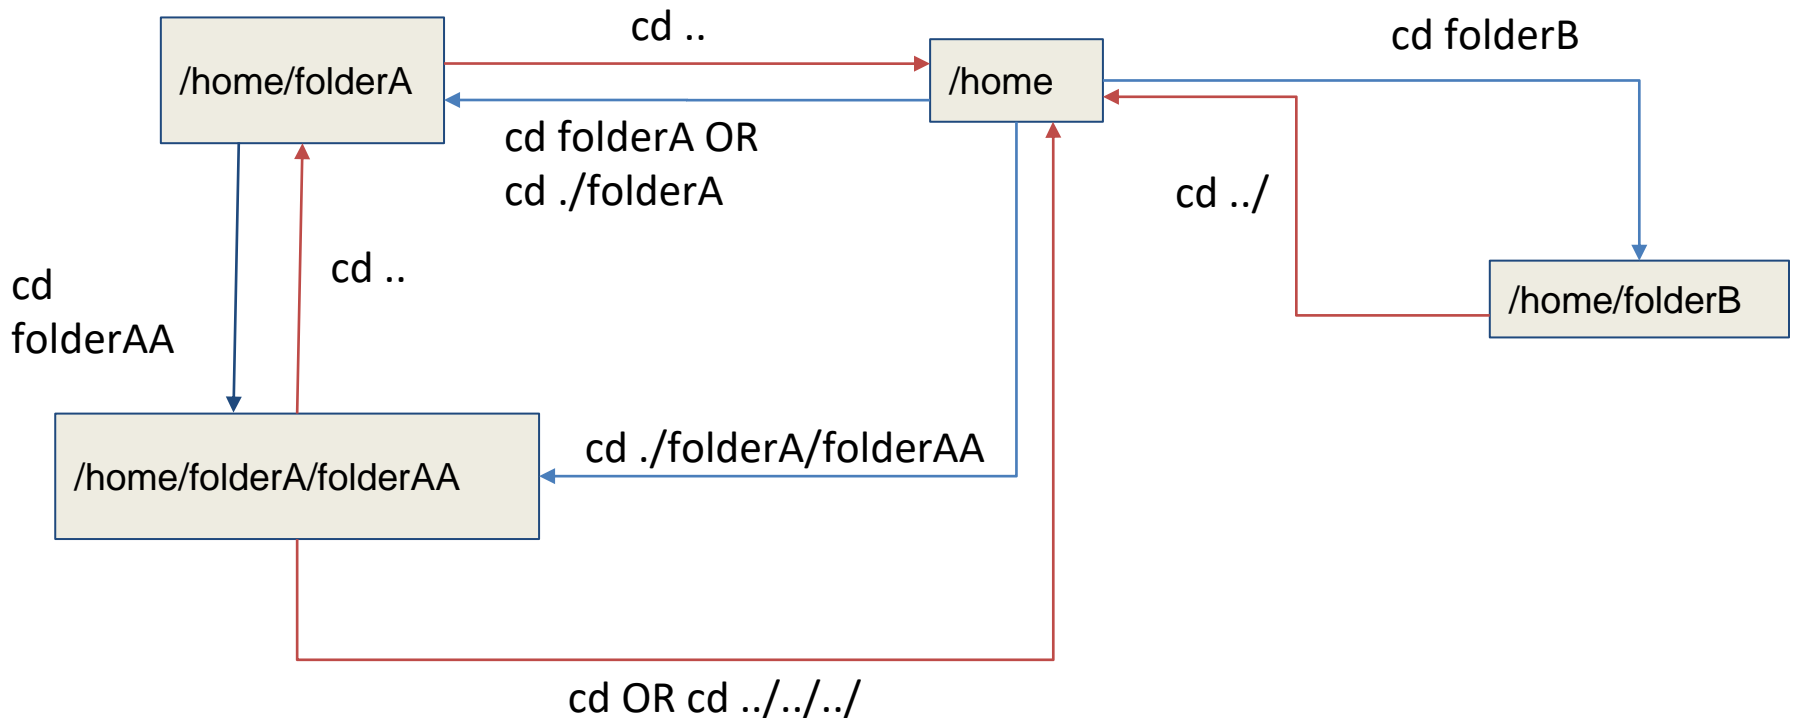 cd ..
cd folderB
/home/folderA
/home
cd folderA OR
cd ./folderA
cd ../
cd ..
cd
folderAA
/home/folderB
cd ./folderA/folderAA
/home/folderA/folderAA
cd OR cd ../../../